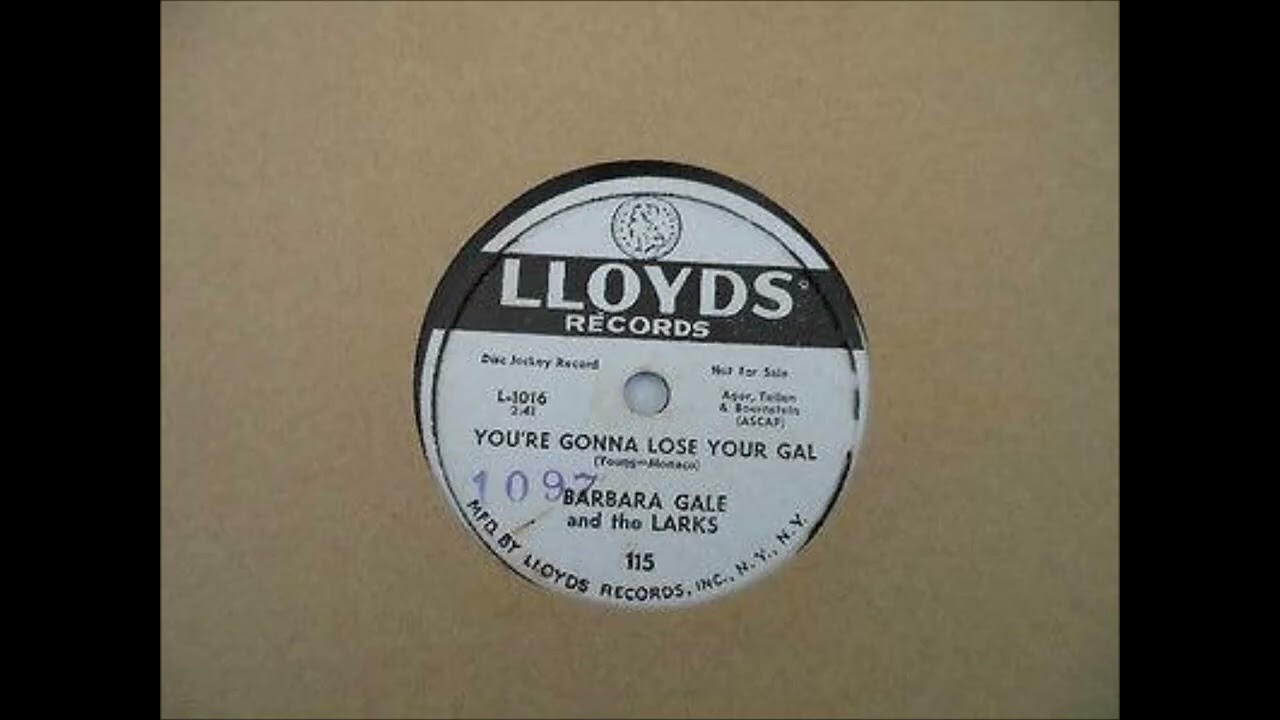 LLOYDS
RECORDS
Disc Jockey Record
Not For Sale
L-1016
2:41
Ager, Yellen
& Bornstein
(ASCAP)
YOU'RE GONNA LOSE YOUR GAL
(Young—Monaco)
1097
BARBARA GALE
and the LARKS
115
MFD. BY LLOYDS RECORDS, INC., N. Y., N. Y.